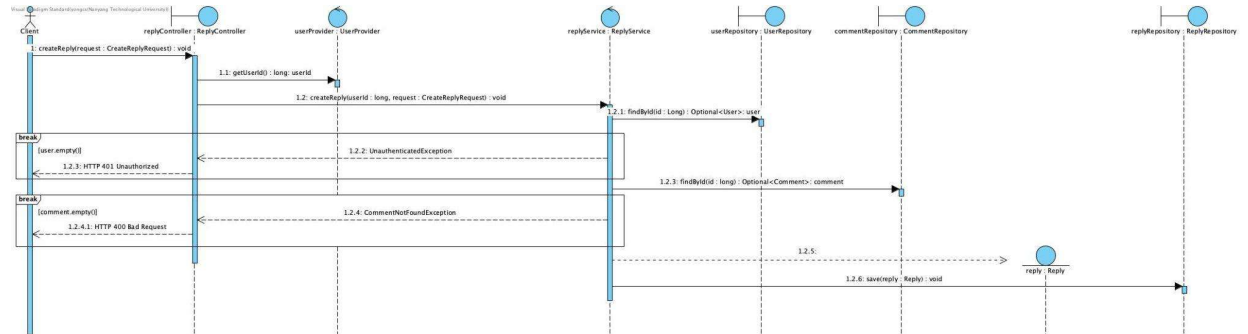 Visual Paradigm Standard(yongce(Nanyang Technological University))
Client
replyController : ReplyController
userProvider : UserProvider
replyService : ReplyService
userRepository : UserRepository
commentRepository : CommentRepository
replyRepository : ReplyRepository
1: createReply(request : CreateReplyRequest) : void
1.1: getUserId() : long: userId
1.2: createReply(userId : long, request : CreateReplyRequest) : void
1.2.1: findById(id : Long) : Optional<User>: user
break
[user.empty()]
1.2.2: UnauthenticatedException
1.2.3: HTTP 401 Unauthorized
1.2.3: findById(id : long) : Optional<Comment>: comment
break
[comment.empty()]
1.2.4: CommentNotFoundException
1.2.4.1: HTTP 400 Bad Request
1.2.5:
reply : Reply
1.2.6: save(reply : Reply) : void